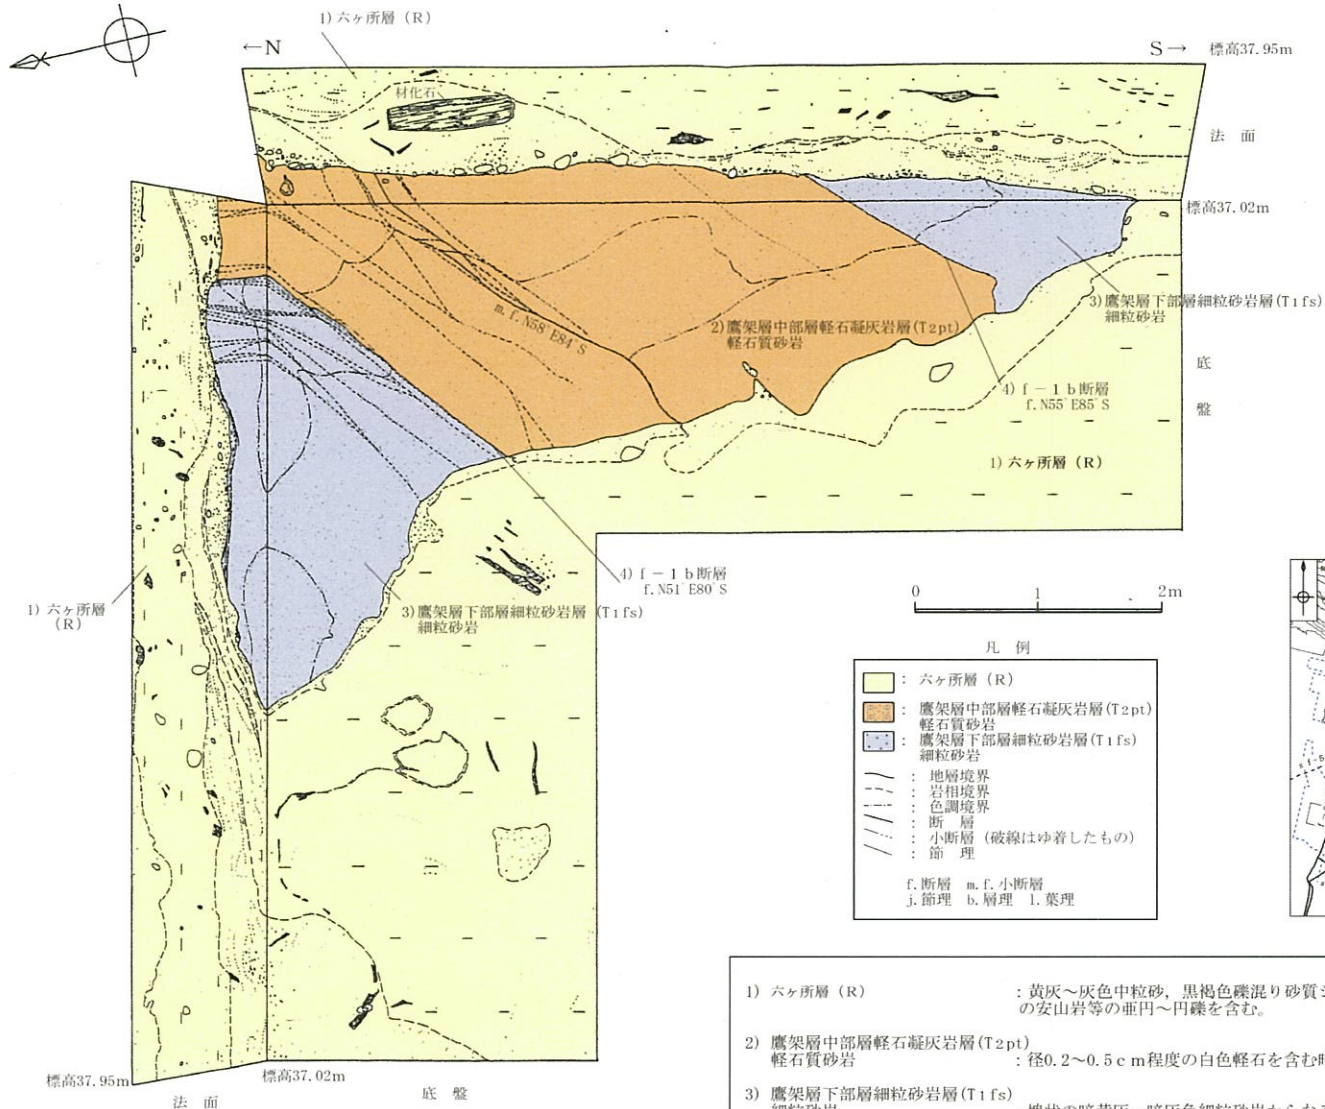 1) 六ヶ所層 (R)
←N
S→ 標高37.95m
材化石
法 面
標高37.02m
m. f. N58°E84°S
2) 鷹架層中部層軽石凝灰岩層(T2pt)
軽石質砂岩
3) 鷹架層下部層細粒砂岩層(T1fs)
細粒砂岩
底
盤
4) f-1b断層
f. N55°E85°S
1) 六ヶ所層 (R)
4) f-1b断層
f. N51°E80°S
1) 六ヶ所層
(R)
3) 鷹架層下部層細粒砂岩層(T1fs)
細粒砂岩
0 1 2m
凡 例
: 六ヶ所層 (R)
: 鷹架層中部層軽石凝灰岩層(T2pt)
軽石質砂岩
: 鷹架層下部層細粒砂岩層(T1fs)
細粒砂岩
: 地層境界
: 岩相境界
: 色調境界
: 断 層
: 小断層 (破線はゆ着したもの)
: 節 理
f. 断層 m.f. 小断層
j. 節理 b. 層理 l. 葉理
1) 六ヶ所層 (R) : 黄灰~灰色中粒砂, 黒褐色礫混り砂質
の安山岩等の亜円~円礫を含む。
2) 鷹架層中部層軽石凝灰岩層(T2pt)
軽石質砂岩 : 径0.2~0.5cm程度の白色軽石を含む
3) 鷹架層下部層細粒砂岩層(T1fs)
標高37.95m
標高37.02m
法 面
底 盤